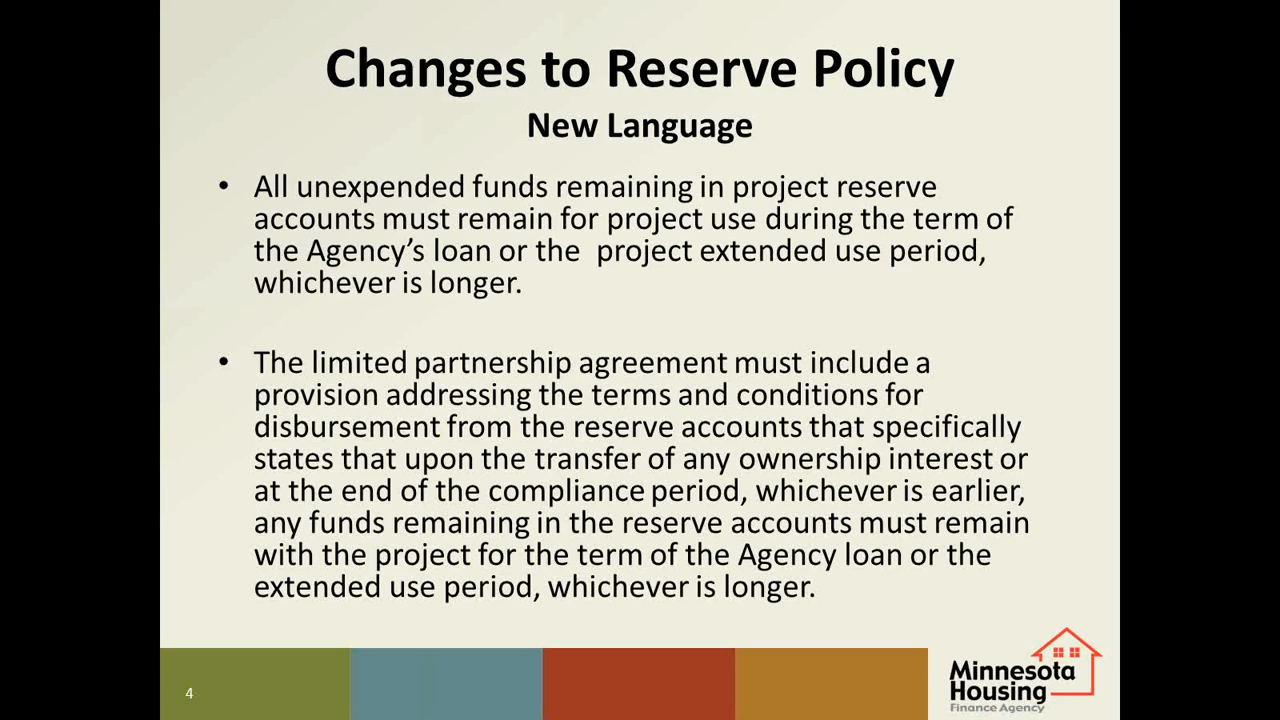 Changes to Reserve Policy
New Language
• All unexpended funds remaining in project reserve
accounts must remain for project use during the term of
the Agency’s loan or the  project extended use period,
whichever is longer.
• The limited partnership agreement must include a
provision addressing the terms and conditions for
disbursement from the reserve accounts that specifically
states that upon the transfer of any ownership interest or
at the end of the compliance period, whichever is earlier,
any funds remaining in the reserve accounts must remain
with the project for the term of the Agency loan or the
extended use period, whichever is longer.
4
Minnesota
Housing
Finance Agency